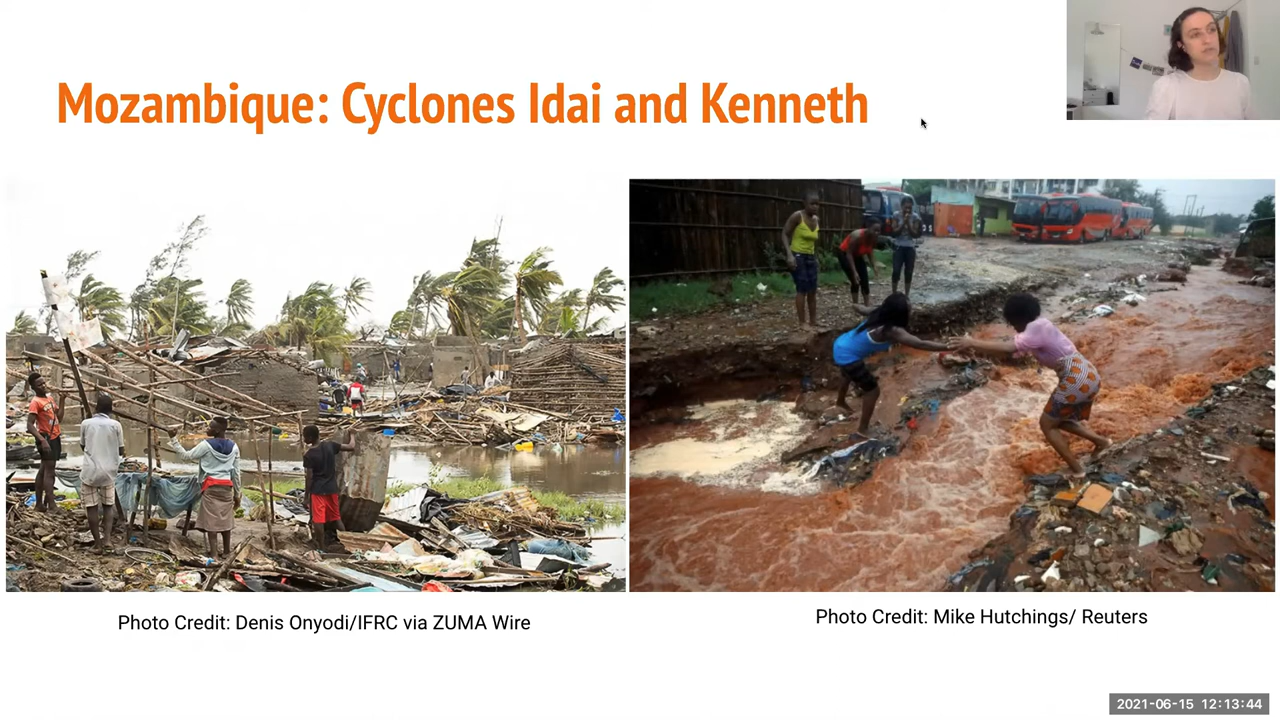 Mozambique: Cyclones Idai and Kenneth
Photo Credit: Denis Onyodi/IFRC via ZUMA Wire
Photo Credit: Mike Hutchings/ Reuters
2021-06-15 12:13:44